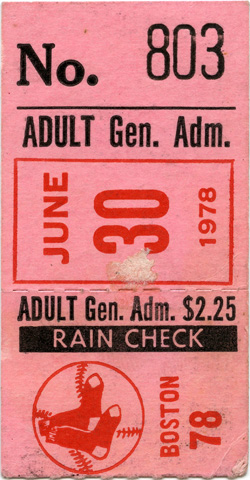 No. 803
ADULT Gen. Adm.
JUNE
30
1978
ADULT Gen. Adm. $2.25
RAIN CHECK
BOSTON
78